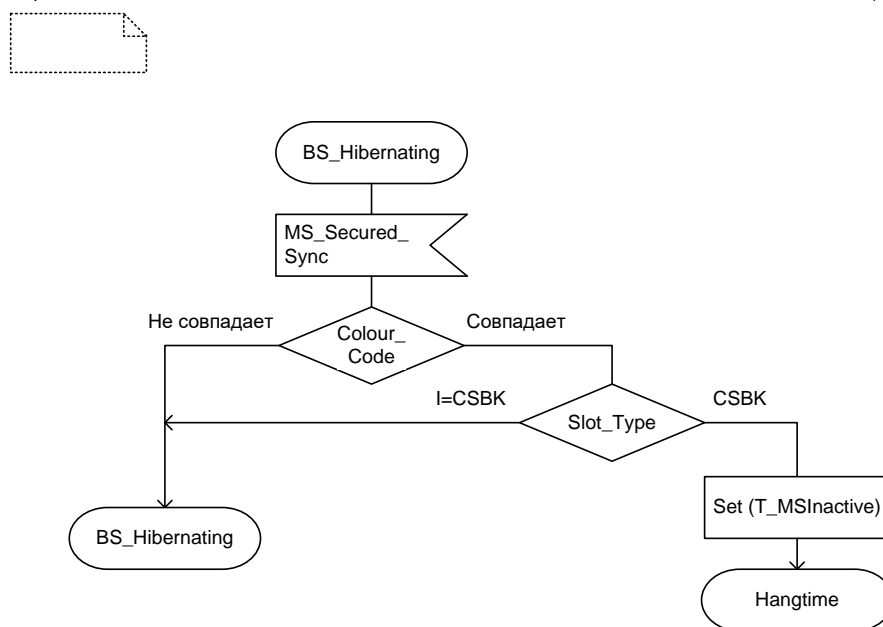 BS_Hibernating
MS_Secured_
Sync
Не совпадает
Colour_
Code
Совпадает
I=CSBK
Slot_Type
CSBK
Set (T_MSInactive)
BS_Hibernating
Hangtime